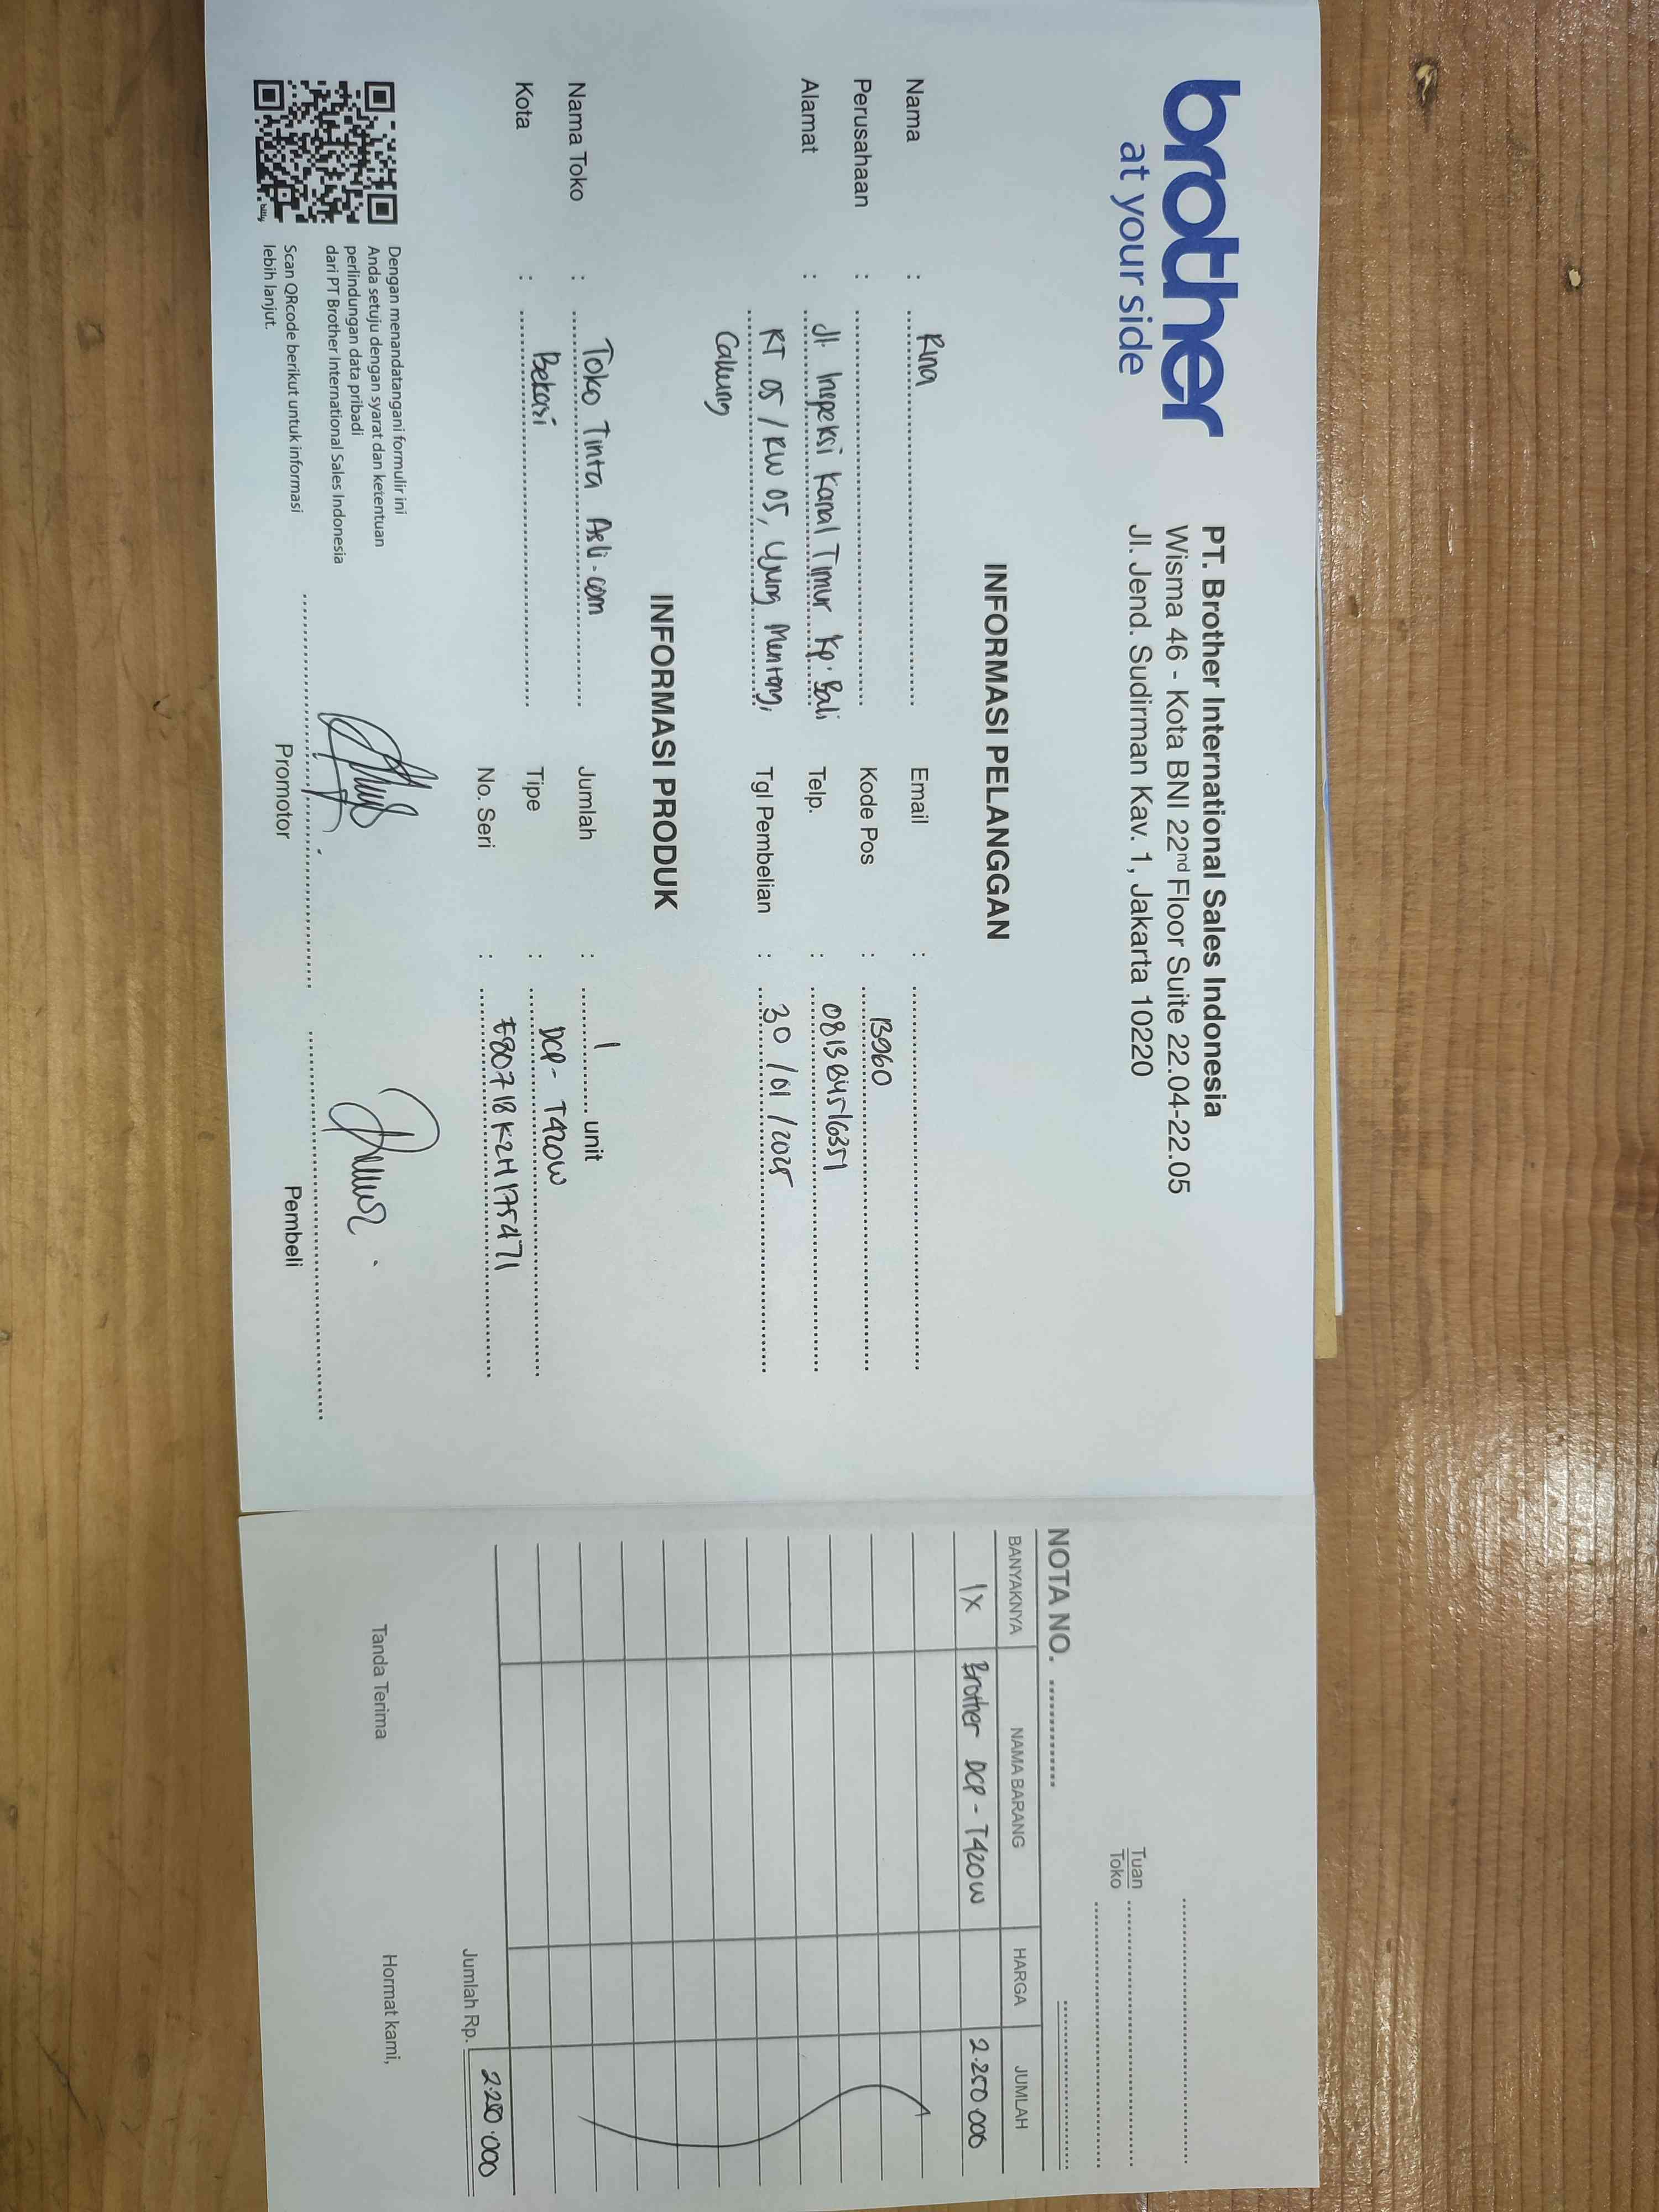 brother
at your side
PT. Brother International Sales Indonesia
Wisma 46 - Kota BNI 22nd Floor Suite 22.04-22.05
Jl. Jend. Sudirman Kav. 1, Jakarta 10220
INFORMASI PELANGGAN
Nama : Rina
Perusahaan :
Alamat : Jl. Inspeksi Kanal Timur Kp. Bali
RT 05 / RW 05, Ujung Menteng,
Cakung
Email :
Kode Pos : 13960
Telp. :
Tgl Pembelian : 30 / 01 / 2025
INFORMASI PRODUK
Nama Toko : Toko Tinta Asli.com
Kota : Bekasi
Jumlah : 1 unit
Tipe : DCP - T420W
No. Seri : E80718K2H175471
Dengan menandatangani formulir ini
Anda setuju dengan syarat dan ketentuan
perlindungan data pribadi
dari PT Brother International Sales Indonesia
Scan QRcode berikut untuk informasi
lebih lanjut.
Promotor
Pembeli
Tuan
Toko
NOTA NO.
BANYAKNYA NAMA BARANG HARGA JUMLAH
1X Brother DCP - T420W 2.250.000
Jumlah Rp. 2.250.000
Tanda Terima
Hormat kami,